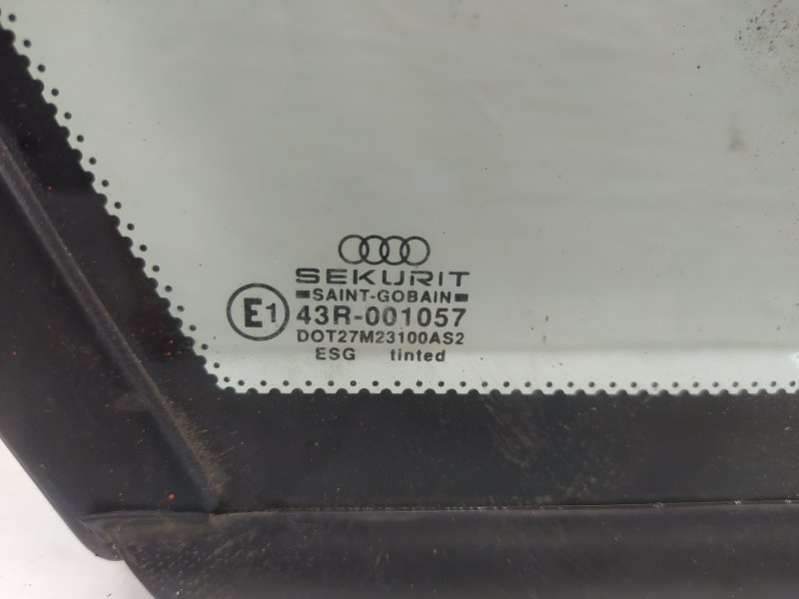 SEKURIT
SAINT-GOBAIN
E1 43R-001057
DOT27M23100AS2
ESG tinted